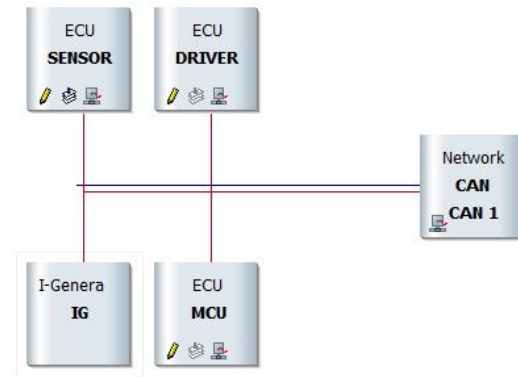 ECU
SENSOR
ECU
DRIVER
Network
CAN
CAN 1
I-Genera
IG
ECU
MCU